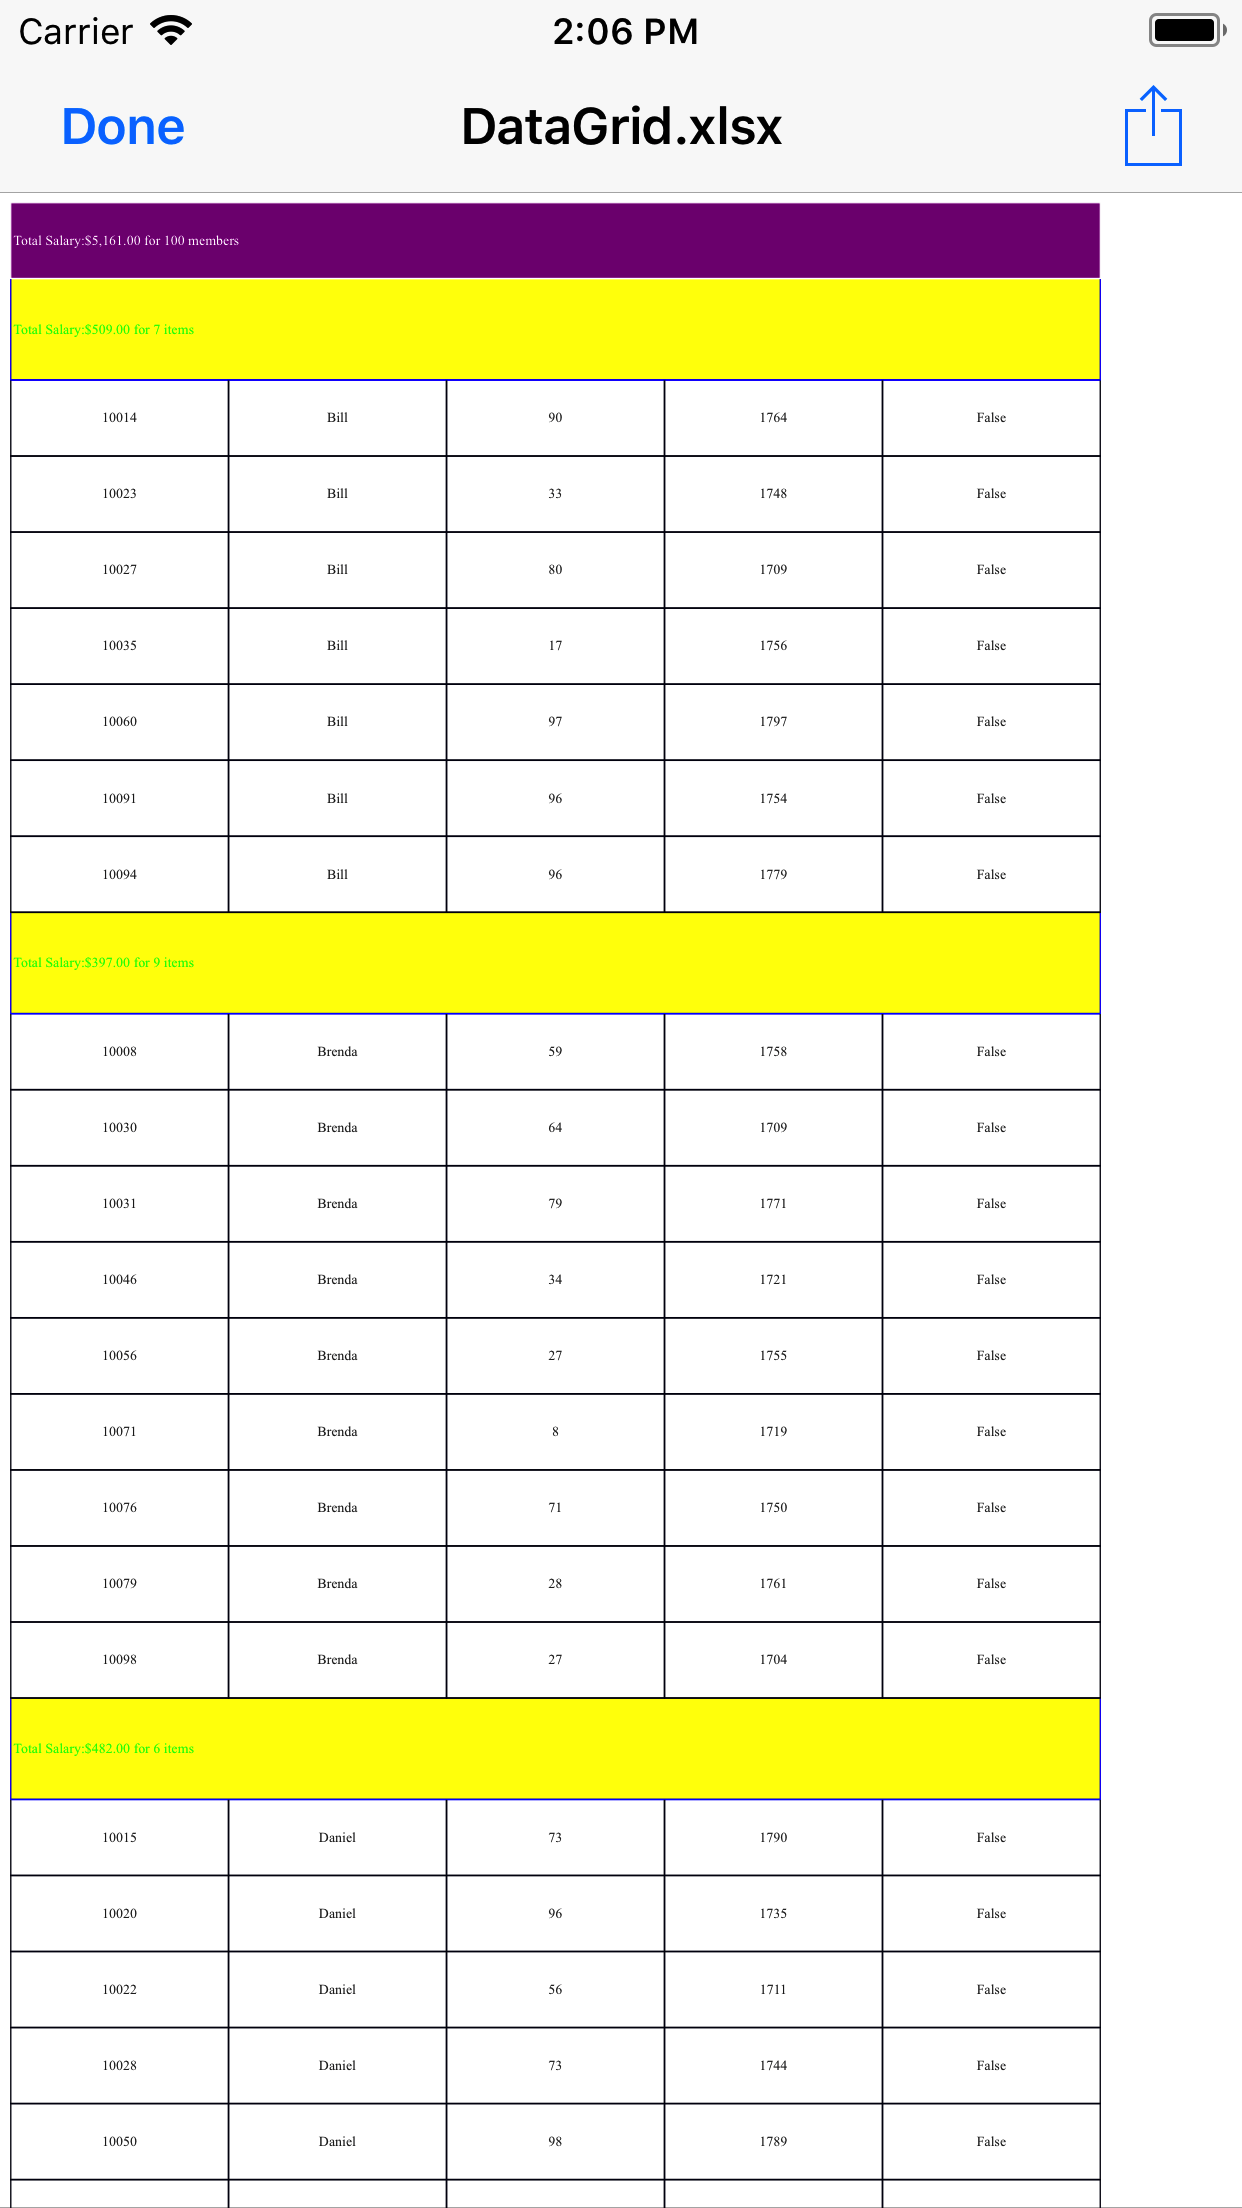 Carrier 2:06 PM
Done DataGrid.xlsx
Total Salary:$5,161.00 for 100 members
Total Salary:$509.00 for 7 items
10014 Bill 90 1764 False
10023 Bill 33 1748 False
10027 Bill 80 1709 False
10035 Bill 17 1756 False
10060 Bill 97 1797 False
10091 Bill 96 1754 False
10094 Bill 96 1779 False
Total Salary:$397.00 for 9 items
10008 Brenda 59 1758 False
10030 Brenda 64 1709 False
10031 Brenda 79 1771 False
10046 Brenda 34 1721 False
10056 Brenda 27 1755 False
10071 Brenda 8 1719 False
10076 Brenda 71 1750 False
10079 Brenda 28 1761 False
10098 Brenda 27 1704 False
Total Salary:$482.00 for 6 items
10015 Daniel 73 1790 False
10020 Daniel 96 1735 False
10022 Daniel 56 1711 False
10028 Daniel 73 1744 False
10050 Daniel 98 1789 False